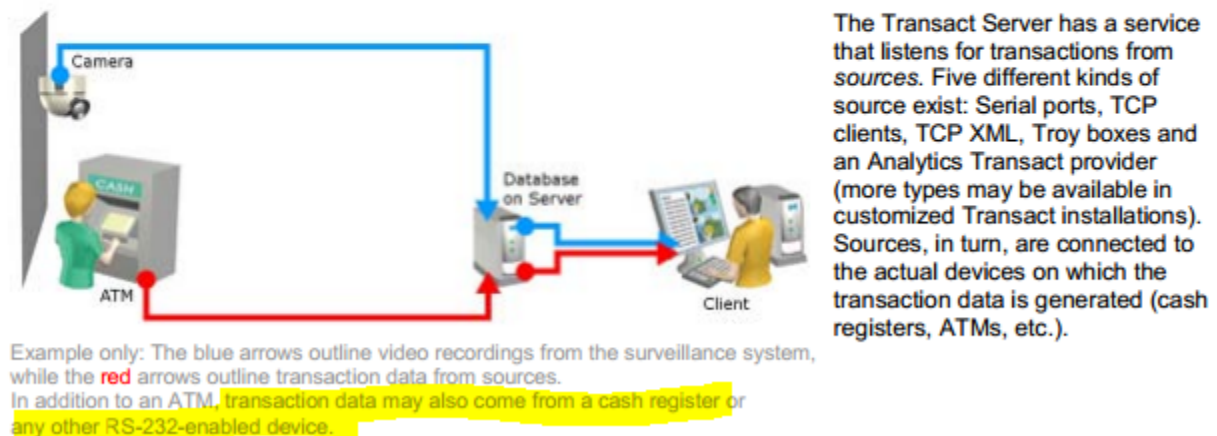 Camera
CASH
ATM
Database
on Server
Client
Example only: The blue arrows outline video recordings from the surveillance system,
while the red arrows outline transaction data from sources.
In addition to an ATM, transaction data may also come from a cash register or
any other RS-232-enabled device.
The Transact Server has a service
that listens for transactions from
sources. Five different kinds of
source exist: Serial ports, TCP
clients, TCP XML, Troy boxes and
an Analytics Transact provider
(more types may be available in
customized Transact installations).
Sources, in turn, are connected to
the actual devices on which the
transaction data is generated (cash
registers, ATMs, etc.).